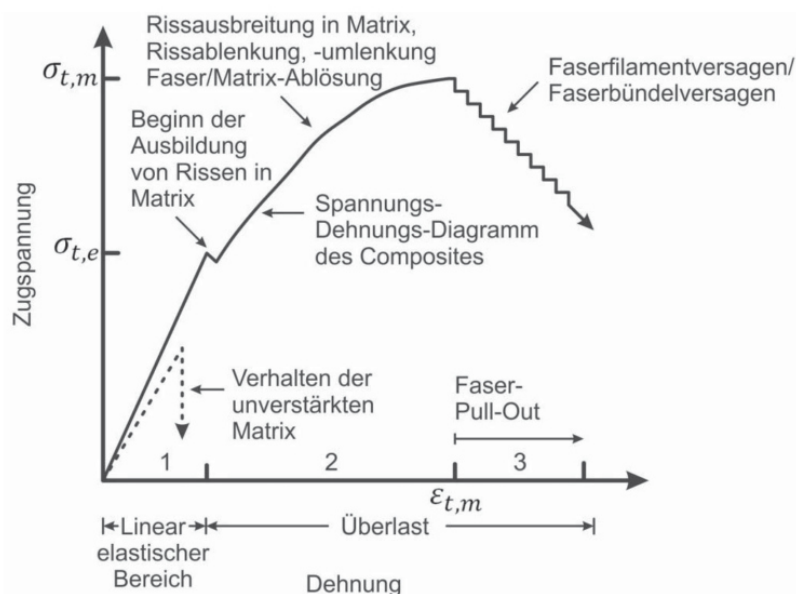 Rissausbreitung in Matrix,
Rissablenkung, -umlenkung
Faser/Matrix-Ablösung
σt,m
Faserfilamentversagen/
Faserbündelversagen
Beginn der
Ausbildung
von Rissen in
Matrix
Spannungs-
Dehnungs-Diagramm
des Composites
σt,e
Zugspannung
Verhalten der
unverstärkten
Matrix
Faser-
Pull-Out
1
2
3
εt,m
Linear
elastischer
Bereich
Überlast
Dehnung